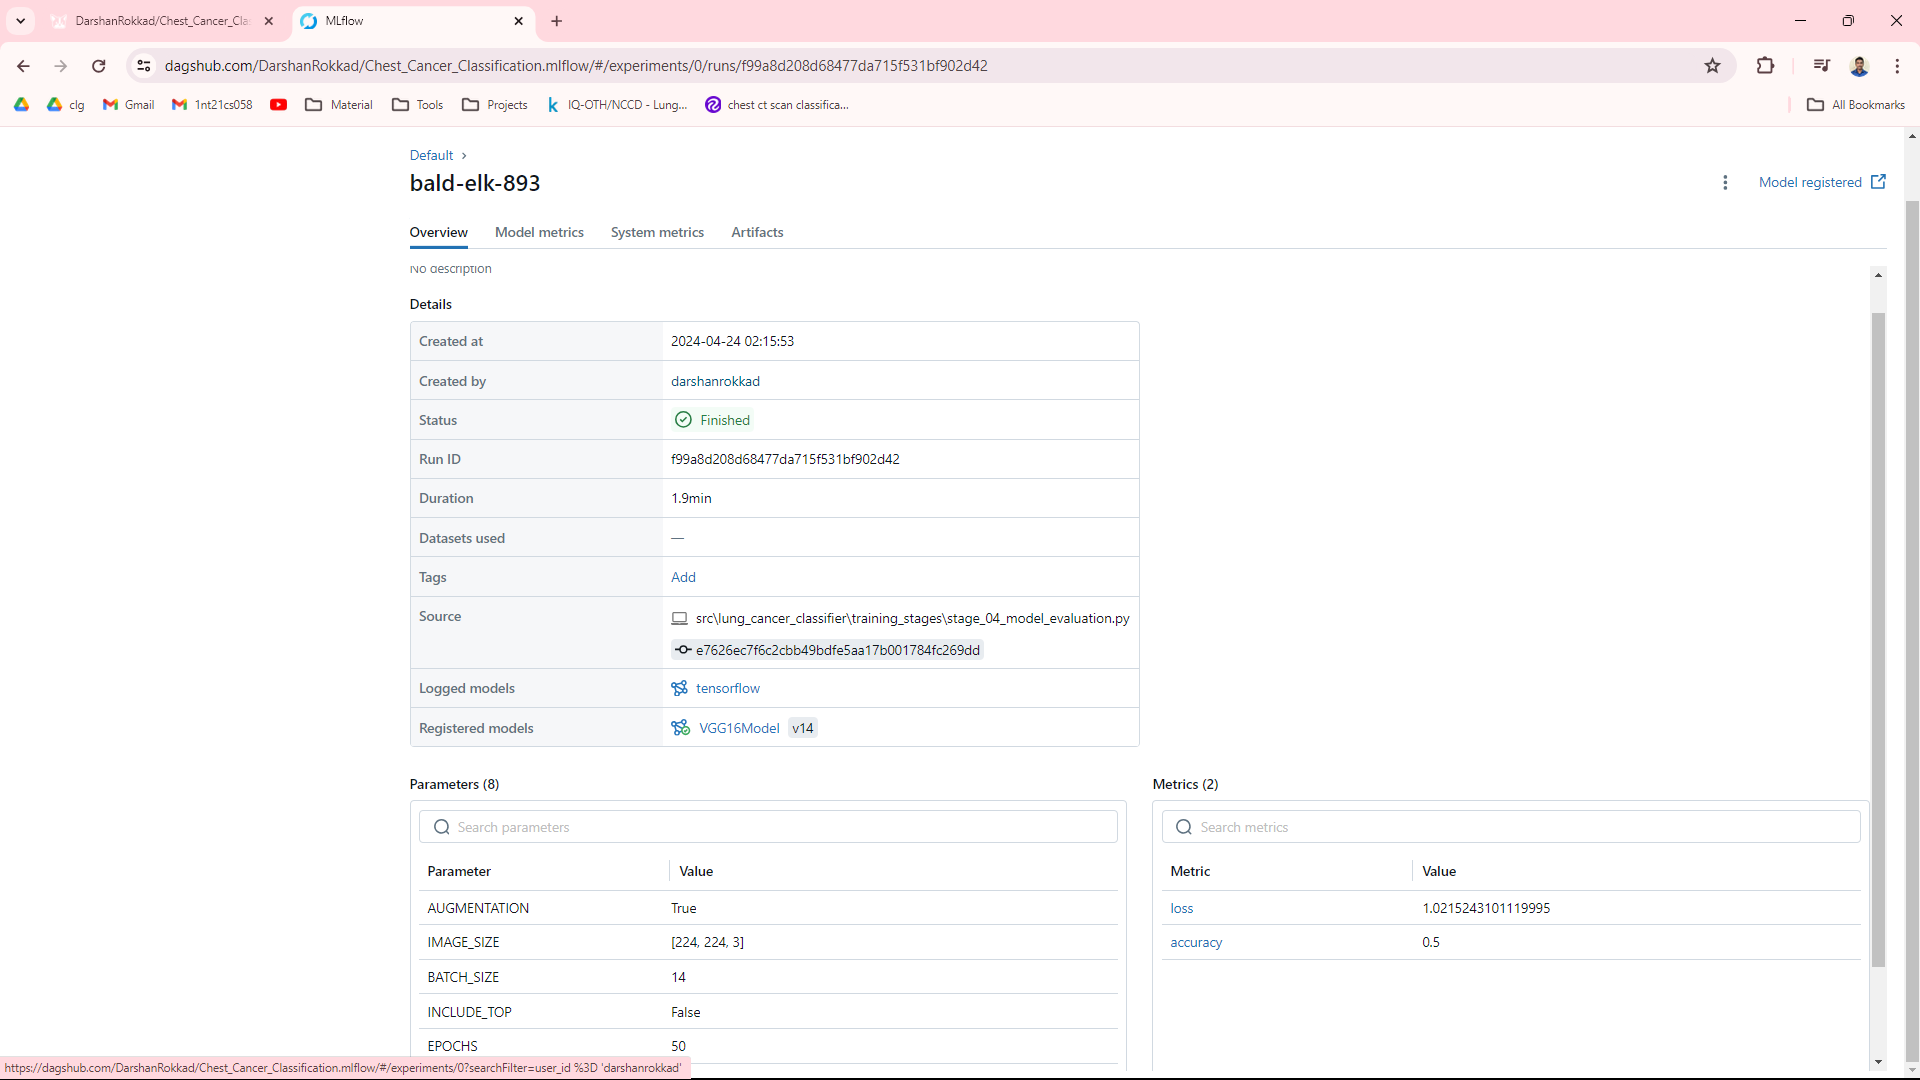 DarshanRokkad/Chest_Cancer_Cla
MLflow
dagshub.com/DarshanRokkad/Chest_Cancer_Classification.mlflow/#/experiments/0/runs/f99a8d208d68477da715f531bf902d42
clg
Gmail
1nt21cs058
Material
Tools
Projects
IQ-OTH/NCCD - Lung...
chest ct scan classifica...
All Bookmarks
Default
bald-elk-893
Model registered
Overview Model metrics System metrics Artifacts
No description
Details
Created at 2024-04-24 02:15:53
Created by darshanrokkad
Status Finished
Run ID f99a8d208d68477da715f531bf902d42
Duration 1.9min
Datasets used —
Tags Add
Source src\lung_cancer_classifier\training_stages\stage_04_model_evaluation.py
e7626ec7f6c2cbb49bdfe5aa17b001784fc269dd
Logged models tensorflow
Registered models VGG16Model v14
Parameters (8)
Search parameters
Parameter Value
AUGMENTATION True
IMAGE_SIZE [224, 224, 3]
BATCH_SIZE 14
INCLUDE_TOP False
EPOCHS 50
Metrics (2)
Search metrics
Metric Value
loss 1.0215243101119995
accuracy 0.5
https://dagshub.com/DarshanRokkad/Chest_Cancer_Classification.mlflow/#/experiments/0?searchFilter=user_id %3D 'darshanrokkad'